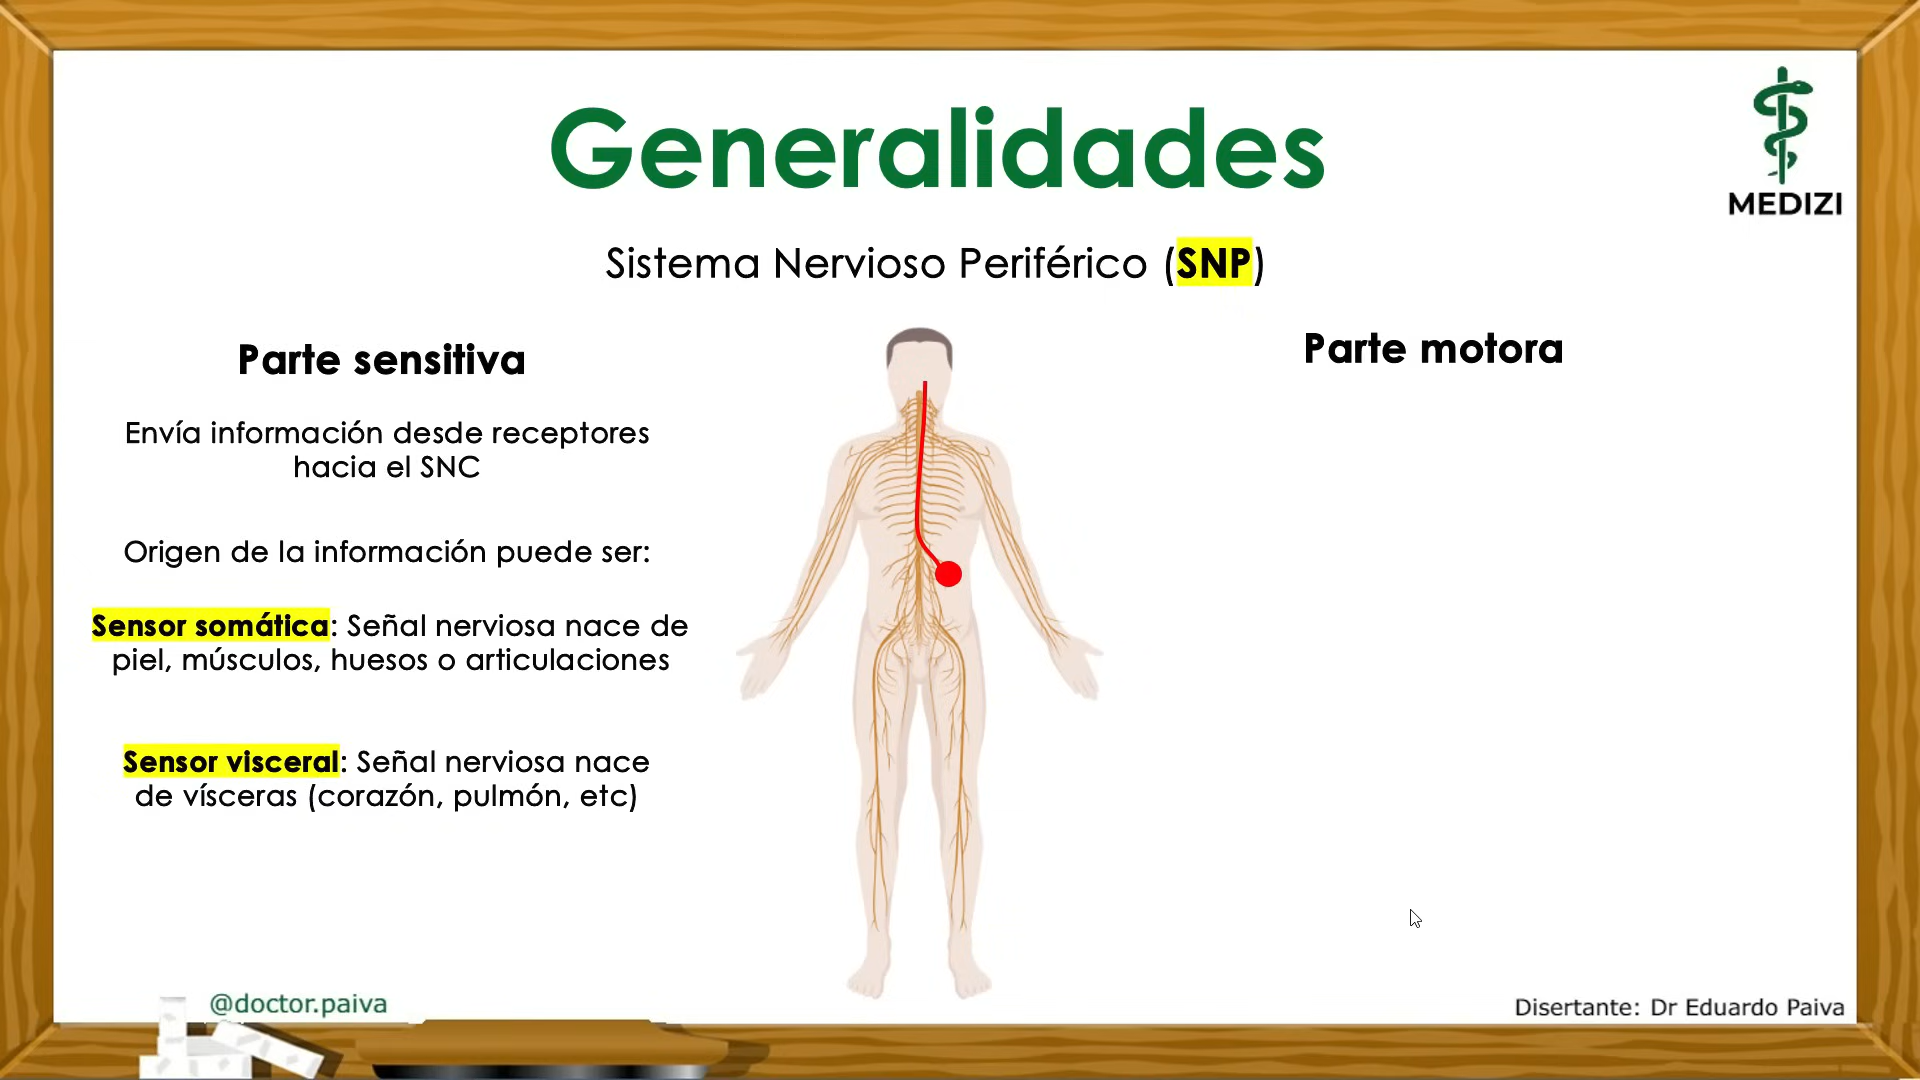 Generalidades
MEDIZI
Sistema Nervioso Periférico (SNP)
Parte sensitiva
Envía información desde receptores
hacia el SNC
Origen de la información puede ser:
Sensor somática: Señal nerviosa nace de
piel, músculos, huesos o articulaciones
Sensor visceral: Señal nerviosa nace
de vísceras (corazón, pulmón, etc)
Parte motora
@doctor.paiva
Disertante: Dr Eduardo Paiva